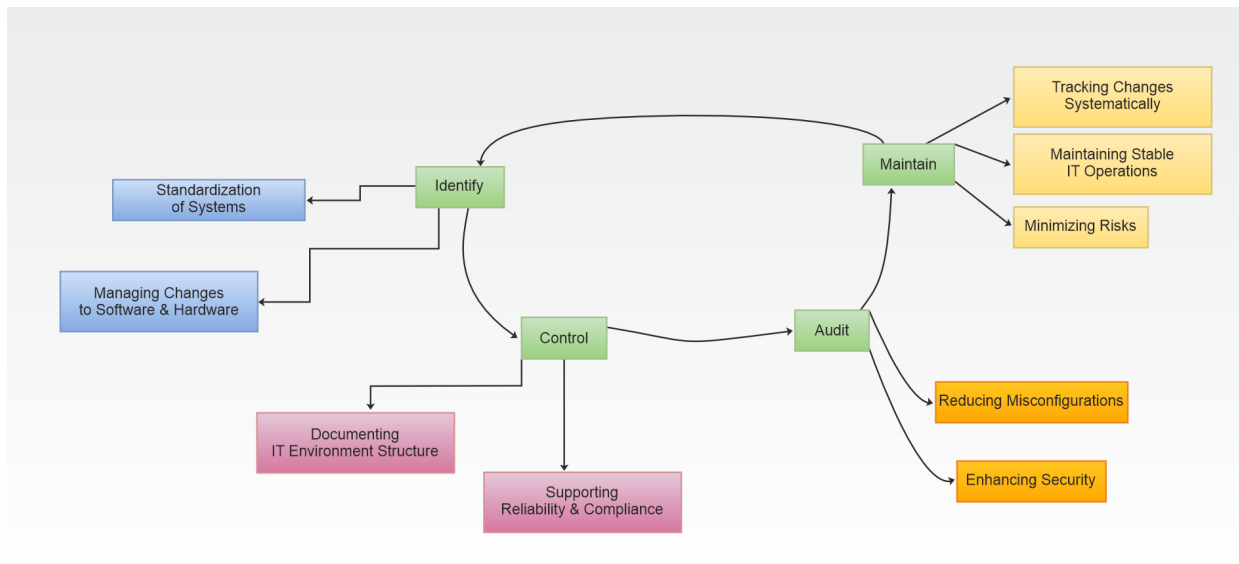 Tracking Changes
Systematically
Maintain
Maintaining Stable
IT Operations
Identify
Standardization
of Systems
Minimizing Risks
Managing Changes
to Software & Hardware
Control
Audit
Reducing Misconfigurations
Documenting
IT Environment Structure
Enhancing Security
Supporting
Reliability & Compliance